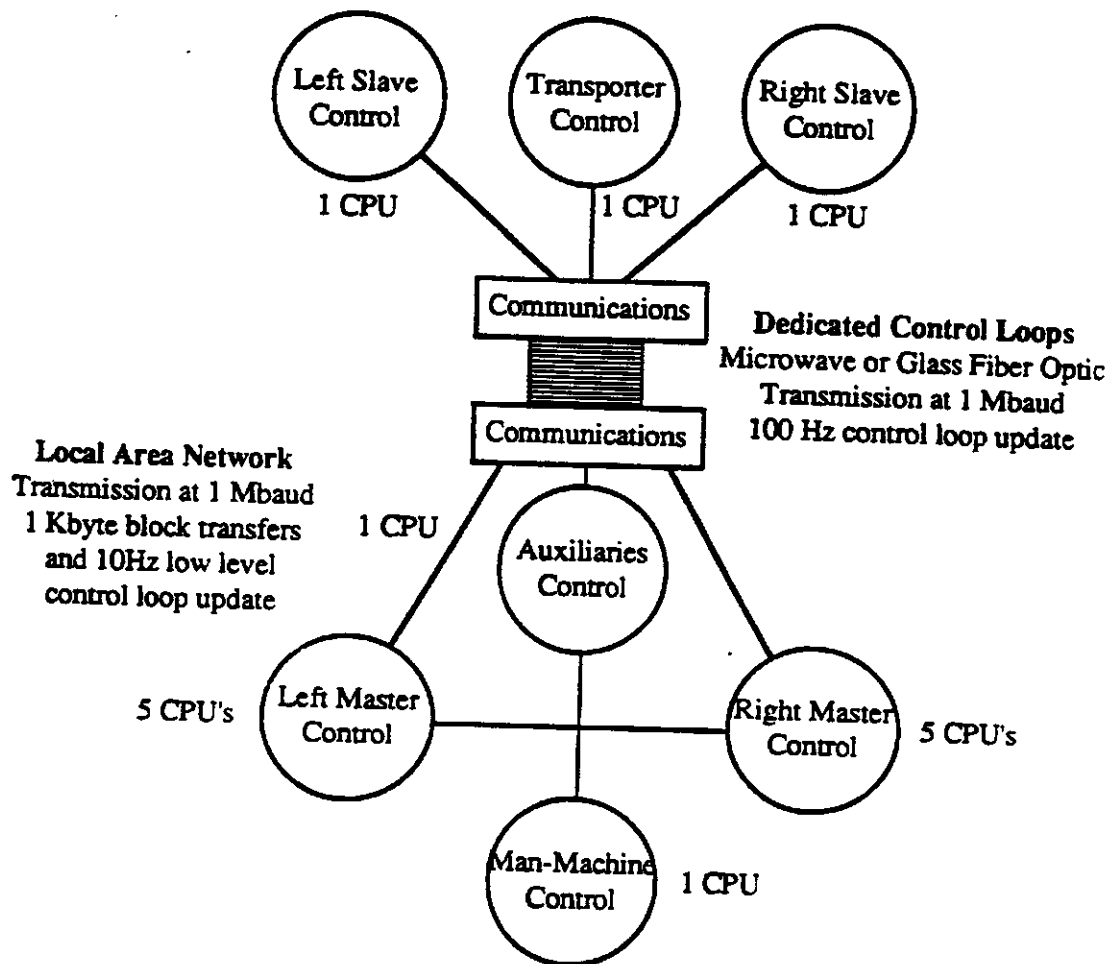 Left Slave
Control
Transporter
Control
Right Slave
Control
1 CPU
1 CPU
1 CPU
Communications
Dedicated Control Loops
Microwave or Glass Fiber Optic
Transmission at 1 Mbaud
100 Hz control loop update
Communications
Local Area Network
Transmission at 1 Mbaud
1 Kbyte block transfers
and 10Hz low level
control loop update
1 CPU
Auxiliaries
Control
5 CPU's
Left Master
Control
Right Master
Control
5 CPU's
Man-Machine
Control
1 CPU